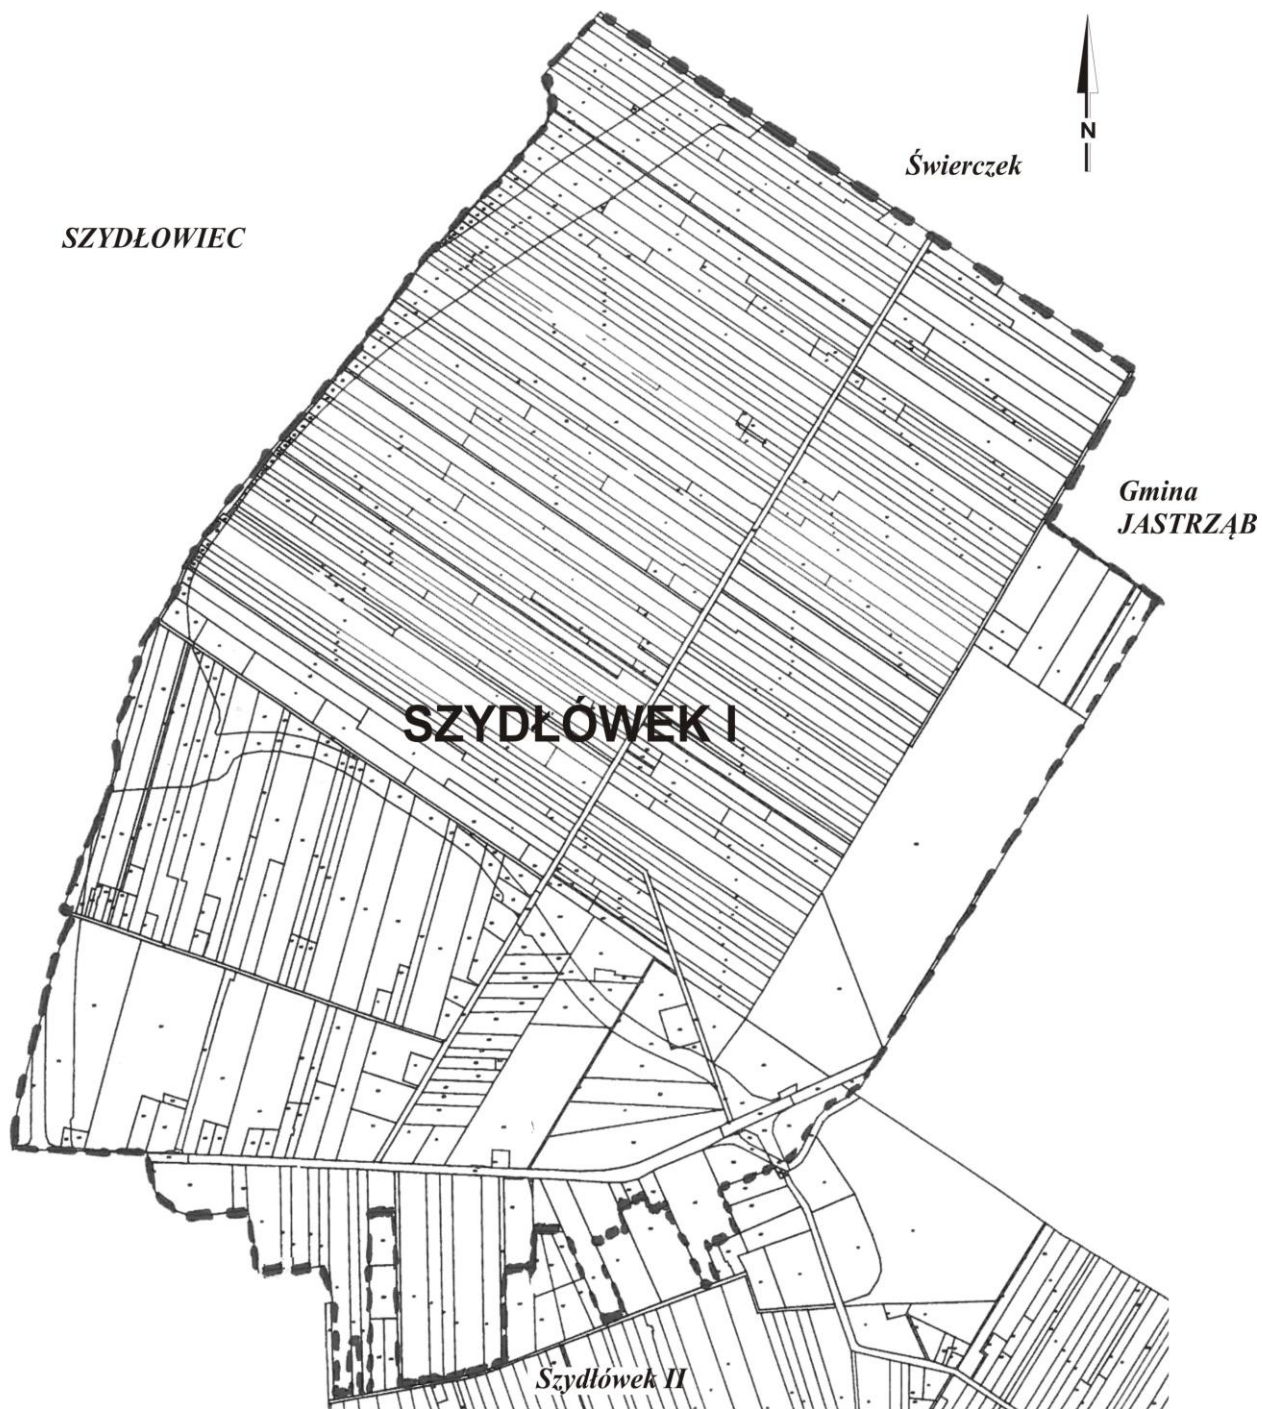 N
Świerczek
SZYDŁOWIEC
Gmina
JASTRZĄB
SZYDŁÓWEK I
Szydłówek II